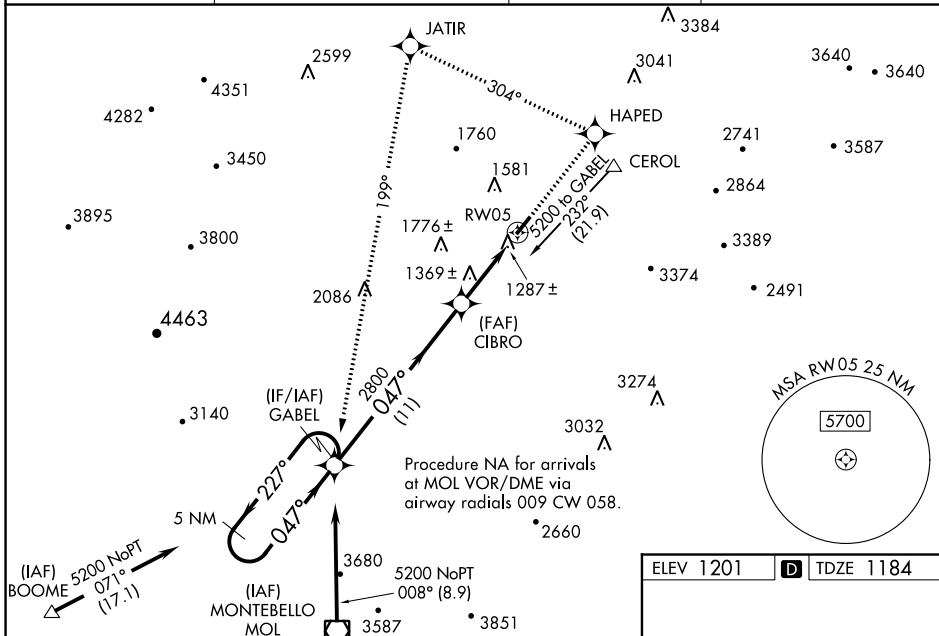 JATIR
3384
2599
3041
3640
3640
4351
304°
4282
HAPED
1760
2741
3587
3450
CEROL
1581
199°
2864
5200 to GABEL
232°
(21.9)
3895
RW05
1776±
3389
3800
1369±
3374
1287±
2491
2086
4463
(FAF)
CIBRO
MSA RW05 25 NM
5700
2800
047°
(11)
(IF/IAF)
GABEL
3274
3140
3032
Procedure NA for arrivals
at MOL VOR/DME via
airway radials 009 CW 058.
227°
047°
5 NM
2660
5200 NoPT
071°
(17.1)
(IAF)
BOOME
3680
5200 NoPT
008° (8.9)
(IAF)
MONTEBELLO
MOL
3587
3851
ELEV 1201 D TDZE 1184